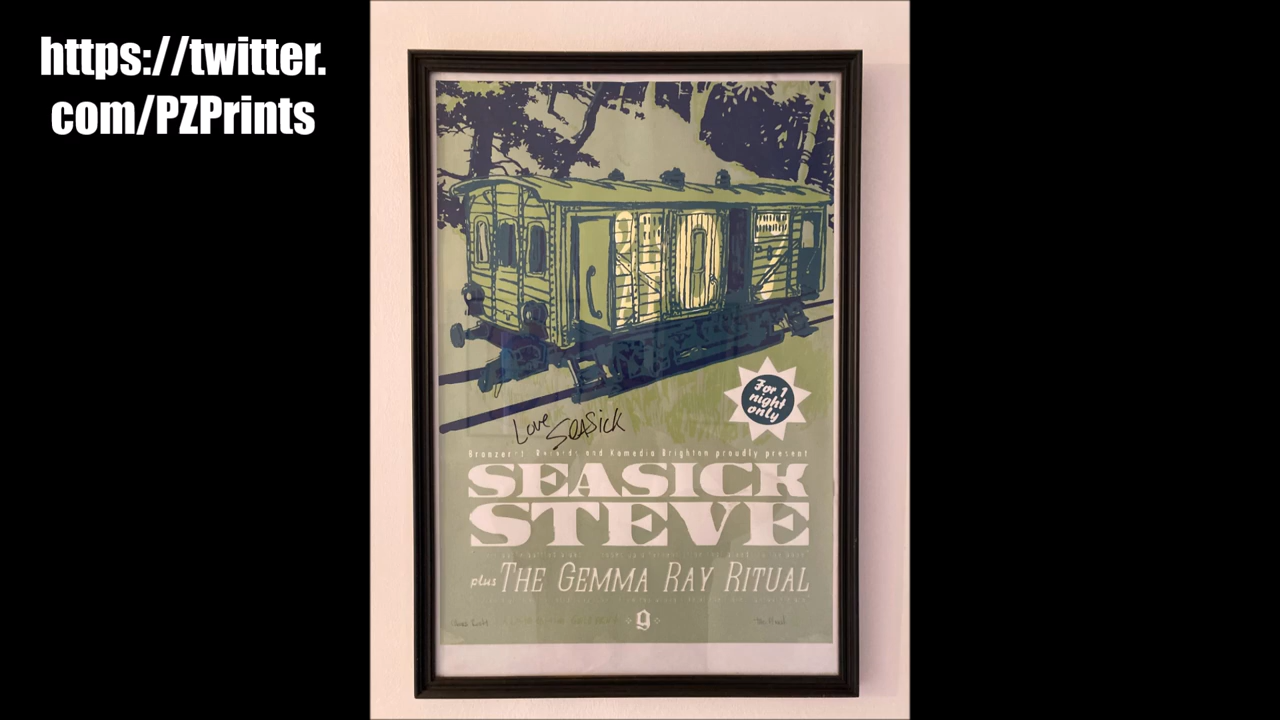 https://twitter.
com/PZPrints
For 1
night
only
Love SeaSick
Records and Komedia Brighton proudly present
SEASICK
STEVE
plus THE GEMMA RAY RITUAL
9